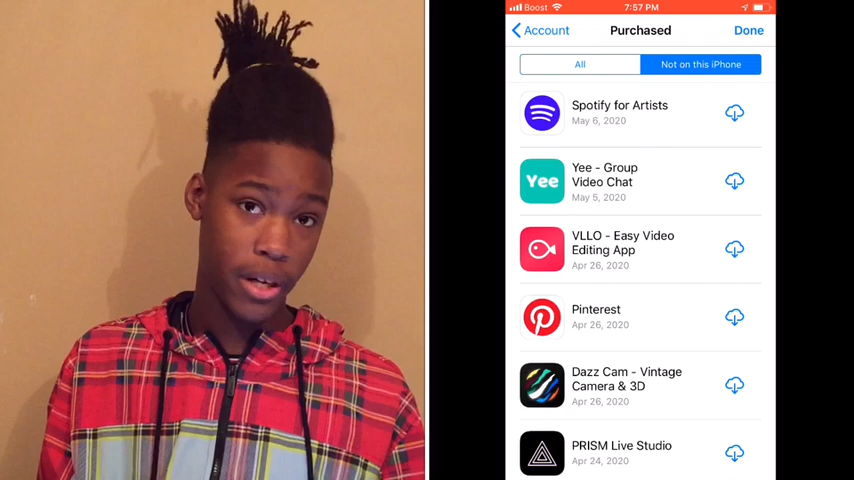 Boost
7:57 PM
Account
Purchased
Done
All
Not on this iPhone
Spotify for Artists
May 6, 2020
Yee
Yee - Group
Video Chat
May 5, 2020
VLLO - Easy Video
Editing App
Apr 26, 2020
Pinterest
Apr 26, 2020
Dazz Cam - Vintage
Camera & 3D
Apr 26, 2020
PRISM Live Studio
Apr 24, 2020